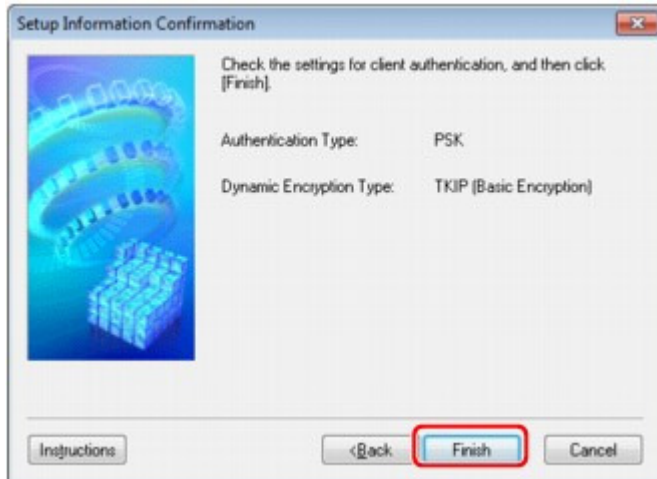 Setup Information Confirmation
Check the settings for client authentication, and then click
[Finish].
Authentication Type: PSK
Dynamic Encryption Type: TKIP (Basic Encryption)
Instructions <Back Finish Cancel